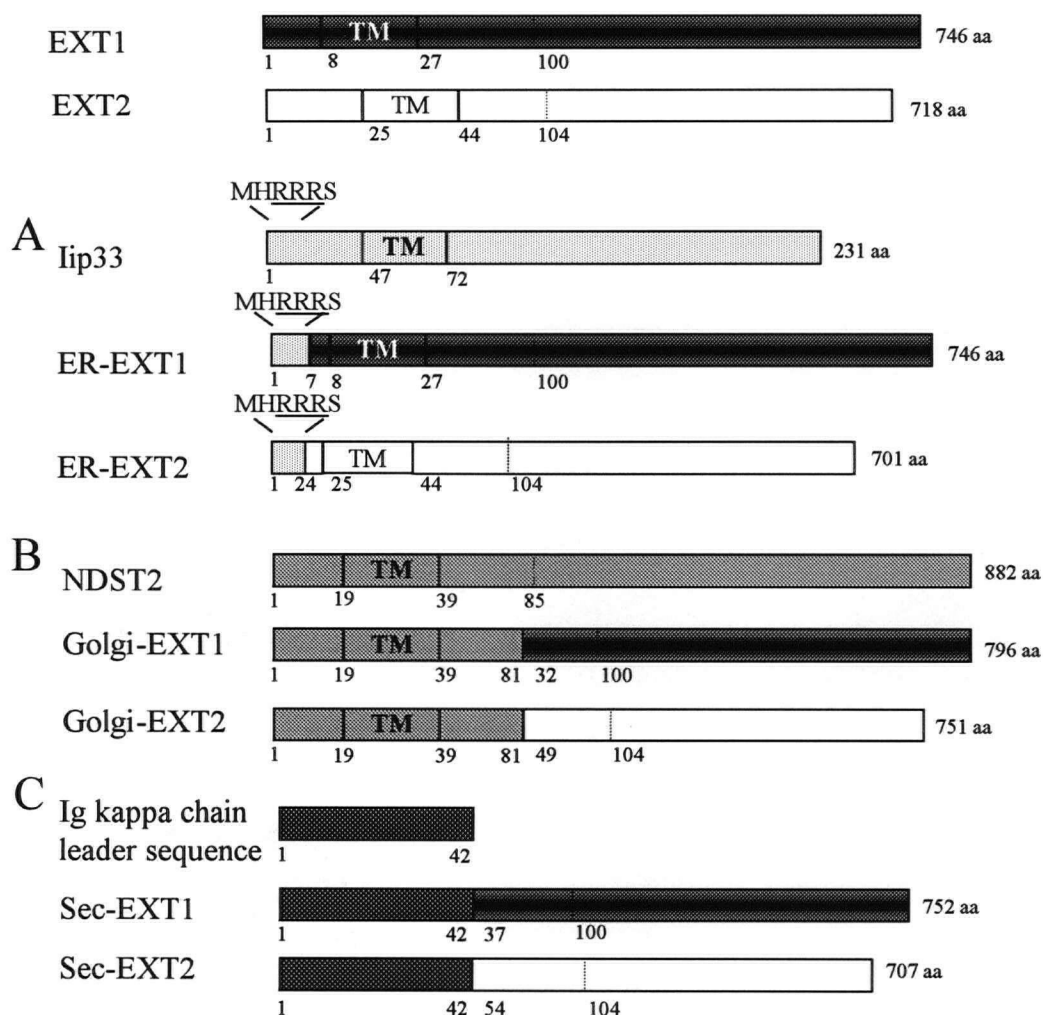 EXT1 TM 746 aa
1 8 27 100
EXT2 TM 718 aa
1 25 44 104
MHRRRS
A Iip33 TM 231 aa
1 47 72
MHRRRS
ER-EXT1 TM 746 aa
1 7 8 27 100
MHRRRS
ER-EXT2 TM 701 aa
1 24 25 44 104
B NDST2 TM 882 aa
1 19 39 85
Golgi-EXT1 TM 796 aa
1 19 39 81 32 100
Golgi-EXT2 TM 751 aa
1 19 39 81 49 104
C Ig kappa chain
leader sequence
1 42
Sec-EXT1 752 aa
1 42 37 100
Sec-EXT2 707 aa
1 42 54 104